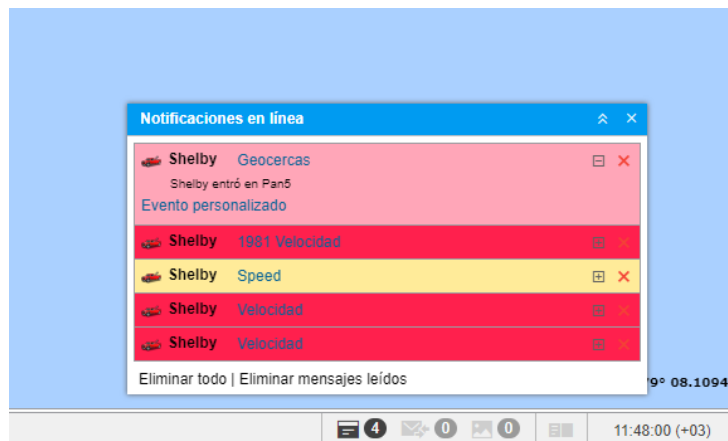 Notificaciones en línea
Shelby Geocercas
Shelby entró en Pan5
Evento personalizado
Shelby 1981 Velocidad
Shelby Speed
Shelby Velocidad
Shelby Velocidad
Eliminar todo | Eliminar mensajes leídos
9° 08.1094
4 0 0 11:48:00 (+03)